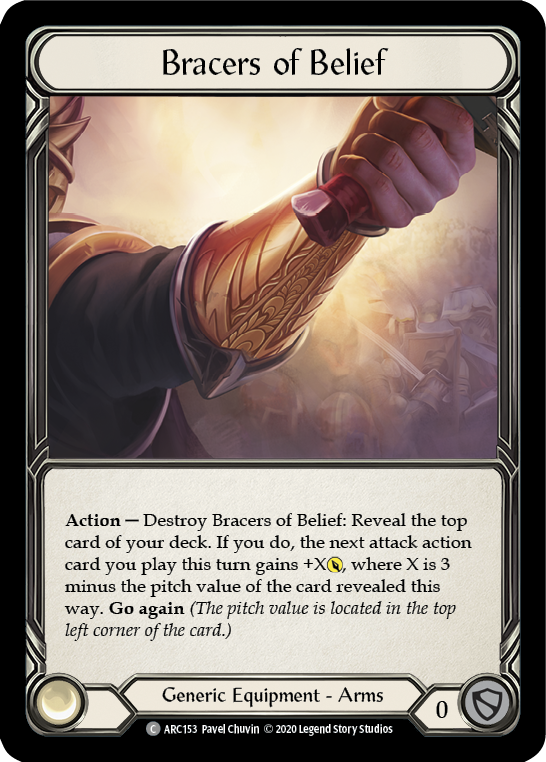 Bracers of Belief
Action — Destroy Bracers of Belief: Reveal the top
card of your deck. If you do, the next attack action
card you play this turn gains +X, where X is 3
minus the pitch value of the card revealed this
way. Go again (The pitch value is located in the top
left corner of the card.)
Generic Equipment - Arms
0
C ARC153 Pavel Chuvin © 2020 Legend Story Studios